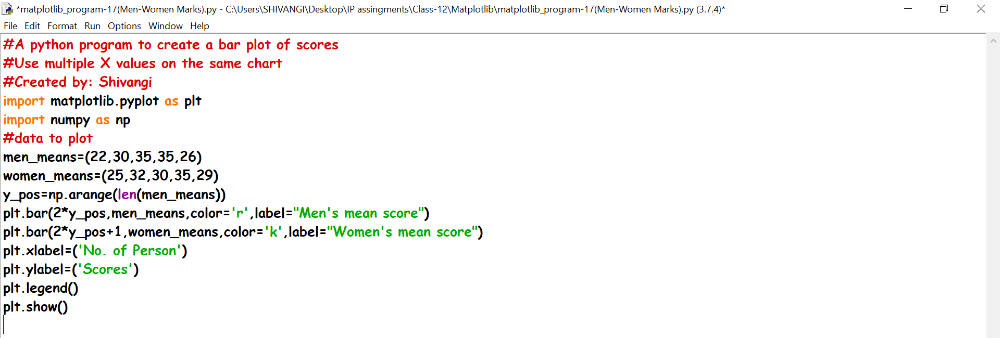 *matplotlib_program-17(Men-Women Marks).py - C:\Users\SHIVANGI\Desktop\IP assingments\Class-12\Matplotlib\matplotlib_program-17(Men-Women Marks).py (3.7.4)*
File Edit Format Run Options Window Help
#A python program to create a bar plot of scores
#Use multiple X values on the same chart
#Created by: Shivangi
import matplotlib.pyplot as plt
import numpy as np
#data to plot
men_means=(22,30,35,35,26)
women_means=(25,32,30,35,29)
y_pos=np.arange(len(men_means))
plt.bar(2*y_pos,men_means,color='r',label="Men's mean score")
plt.bar(2*y_pos+1,women_means,color='k',label="Women's mean score")
plt.xlabel=('No. of Person')
plt.ylabel=('Scores')
plt.legend()
plt.show()